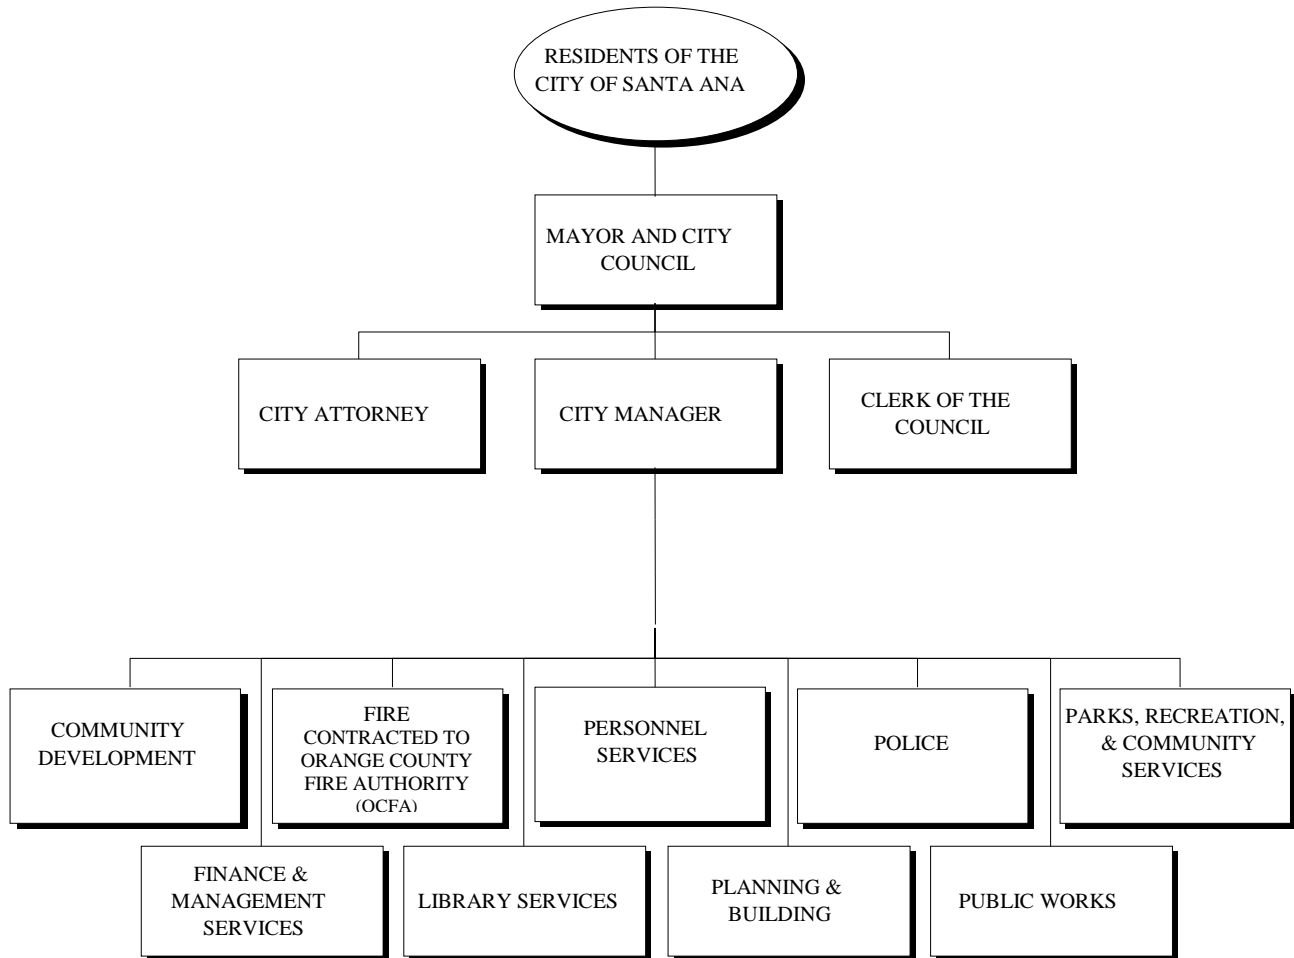 RESIDENTS OF THE
CITY OF SANTA ANA
MAYOR AND CITY
COUNCIL
CITY ATTORNEY
CITY MANAGER
CLERK OF THE
COUNCIL
COMMUNITY
DEVELOPMENT
FIRE
CONTRACTED TO
ORANGE COUNTY
FIRE AUTHORITY
(OCFA)
PERSONNEL
SERVICES
POLICE
PARKS, RECREATION,
& COMMUNITY
SERVICES
FINANCE &
MANAGEMENT
SERVICES
LIBRARY SERVICES
PLANNING &
BUILDING
PUBLIC WORKS